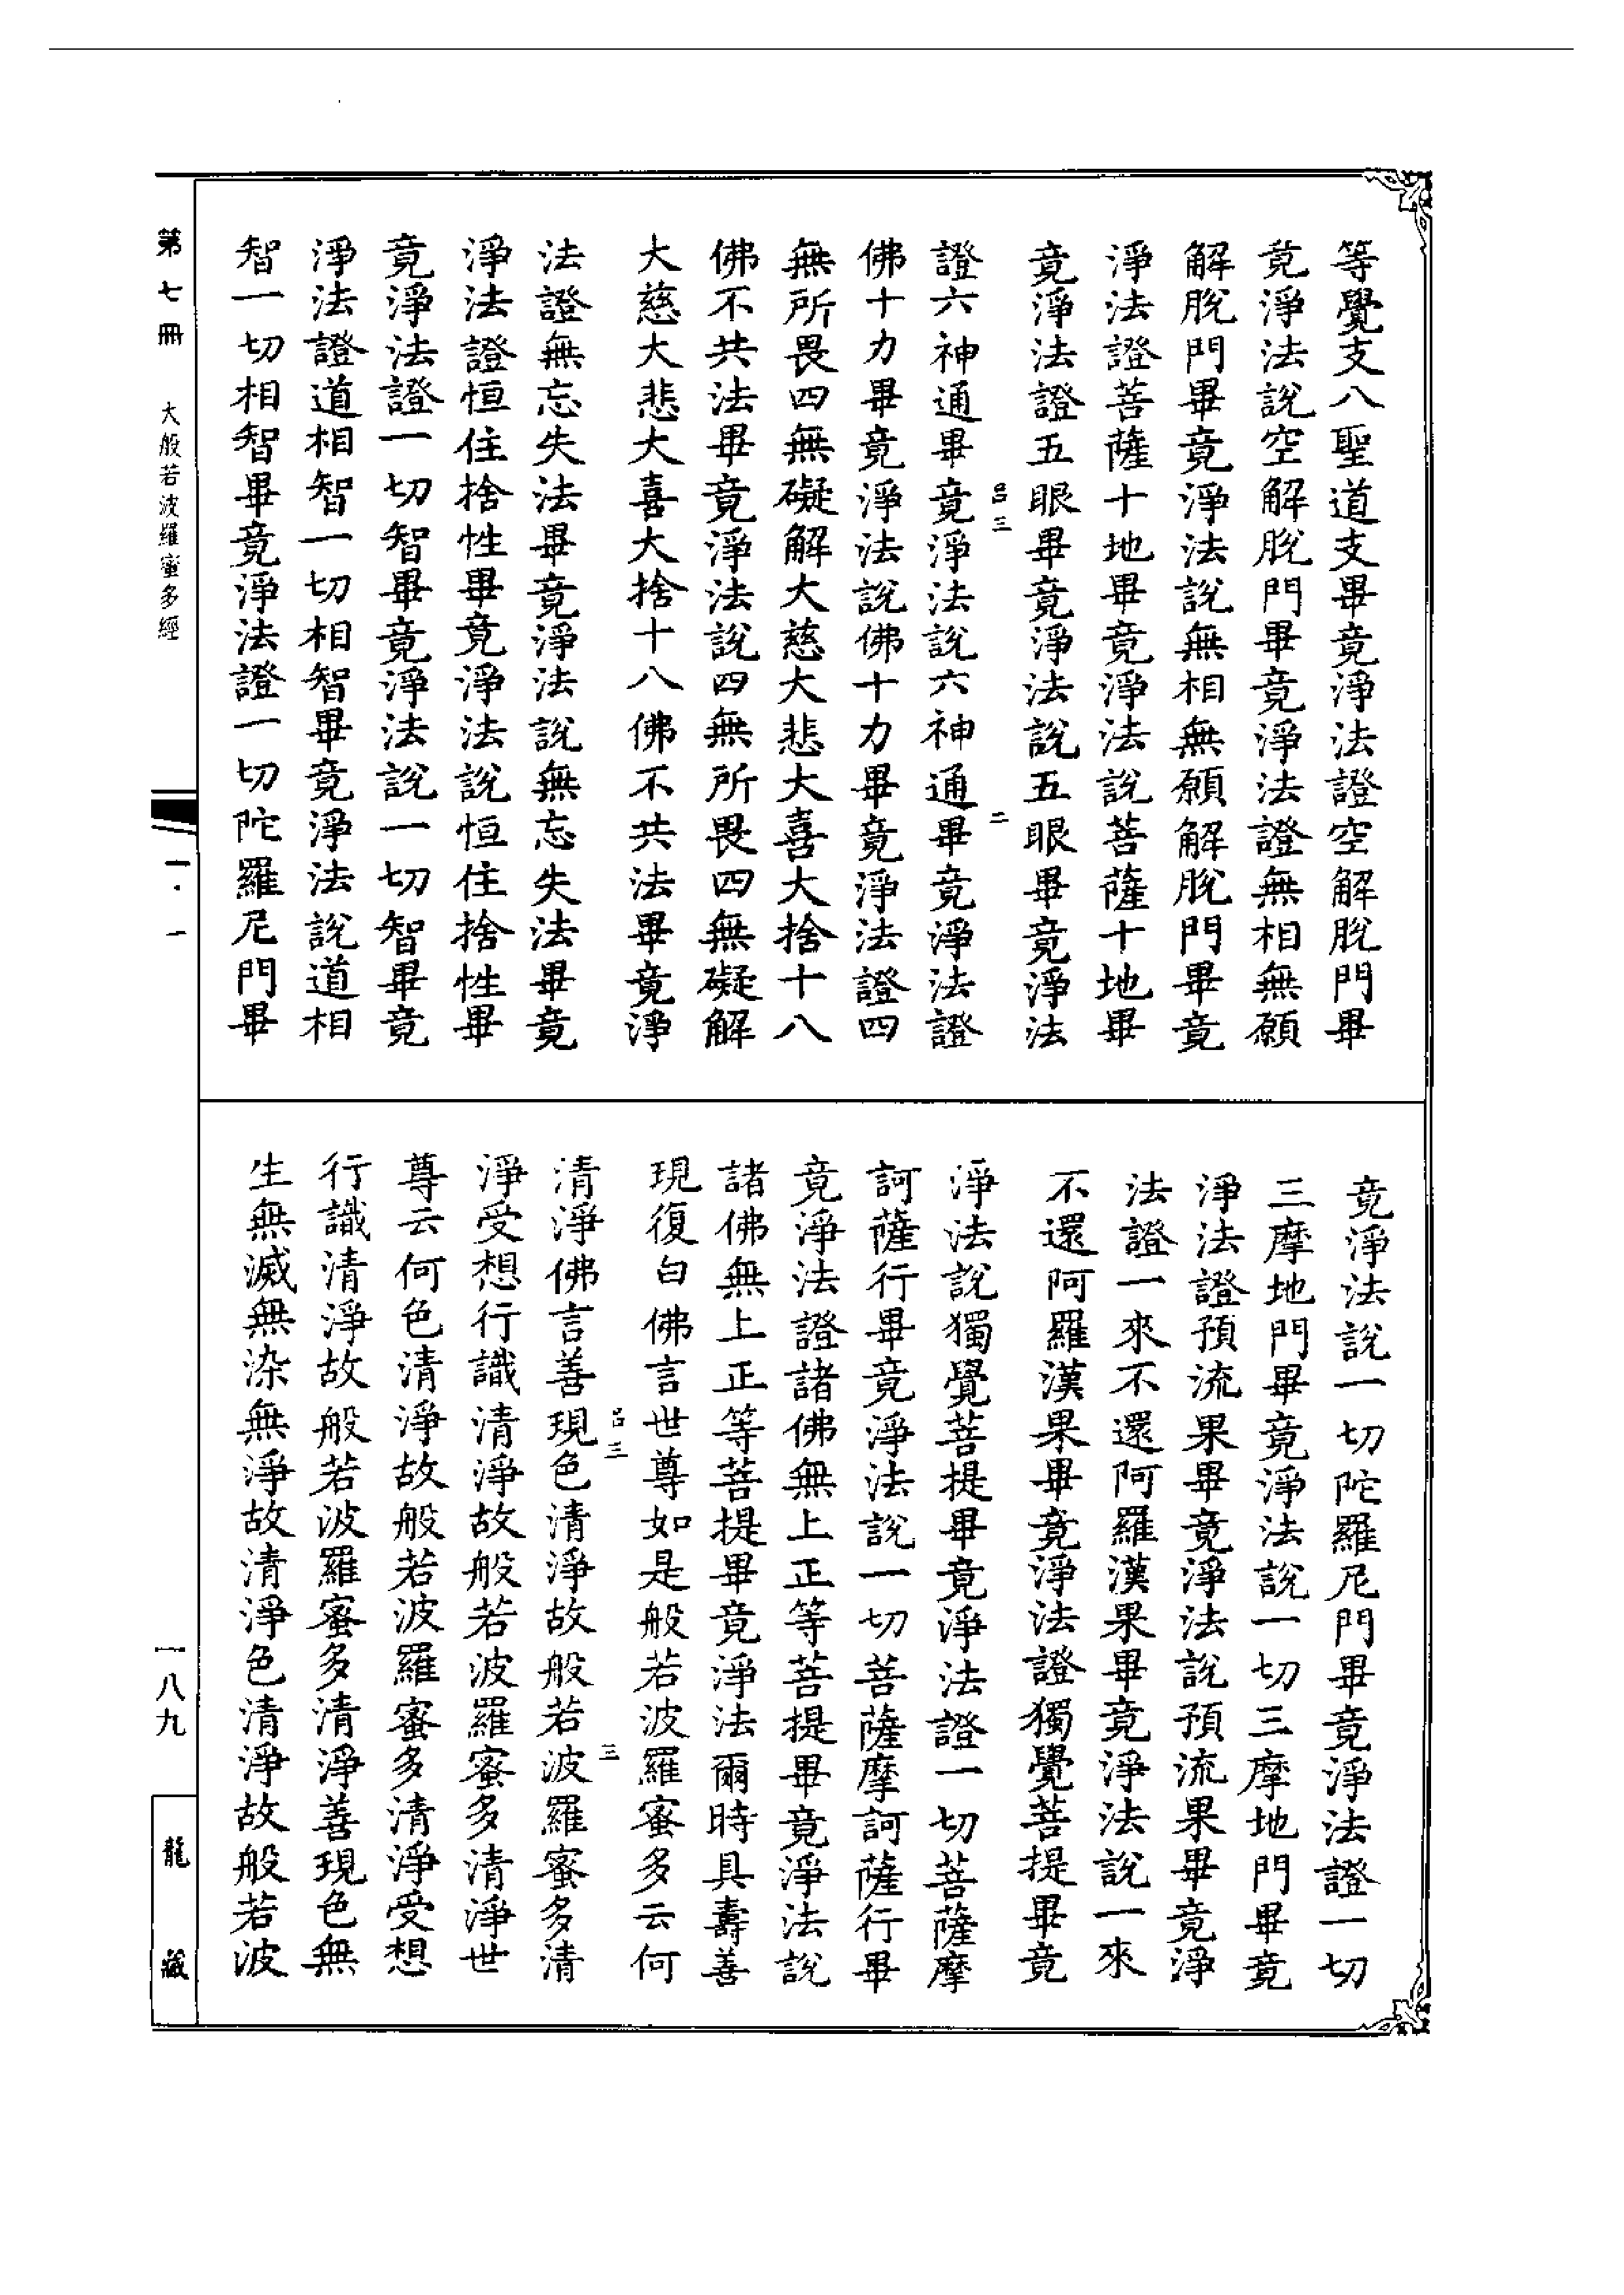 等覺支八聖道支畢竟淨法證空解脫門畢
竟淨法說空解脫門畢竟淨法證無相無願
解脫門畢竟淨法說無相無願解脫門畢竟
淨法證菩薩十地畢竟淨法說菩薩十地畢
竟淨法證五眼畢竟淨法說五眼畢竟淨法
呂三
二
證六神通畢竟淨法說六神通畢竟淨法證
佛十力畢竟淨法說佛十力畢竟淨法證四
無所畏四無礙解大慈大悲大喜大捨十八
佛不共法畢竟淨法說四無所畏四無礙解
大慈大悲大喜大捨十八佛不共法畢竟淨
法證無忘失法畢竟淨法說無忘失法畢竟
淨法證恒住捨性畢竟淨法說恒住捨性畢
竟淨法證一切智畢竟淨法說一切智畢竟
淨法證道相智一切相智畢竟淨法說道相
智一切相智畢竟淨法證一切陀羅尼門畢
竟淨法說一切陀羅尼門畢竟淨法證一切
三摩地門畢竟淨法說一切三摩地門畢竟
淨法證預流果畢竟淨法說預流果畢竟淨
法證一來不還阿羅漢果畢竟淨法說一來
不還阿羅漢果畢竟淨法證獨覺菩提畢竟
淨法說獨覺菩提畢竟淨法證一切菩薩摩
訶薩行畢竟淨法說一切菩薩摩訶薩行畢
竟淨法證諸佛無上正等菩提畢竟淨法說
諸佛無上正等菩提畢竟淨法爾時具壽善
現復白佛言世尊如是般若波羅蜜多云何
呂三
三
清淨佛言善現色清淨故般若波羅蜜多清
淨受想行識清淨故般若波羅蜜多清淨世
尊云何色清淨故般若波羅蜜多清淨受想
行識清淨故般若波羅蜜多清淨善現色無
生無滅無染無淨故清淨色清淨故般若波
第七冊
大般若波羅蜜多經
一·一
一八九
龍藏